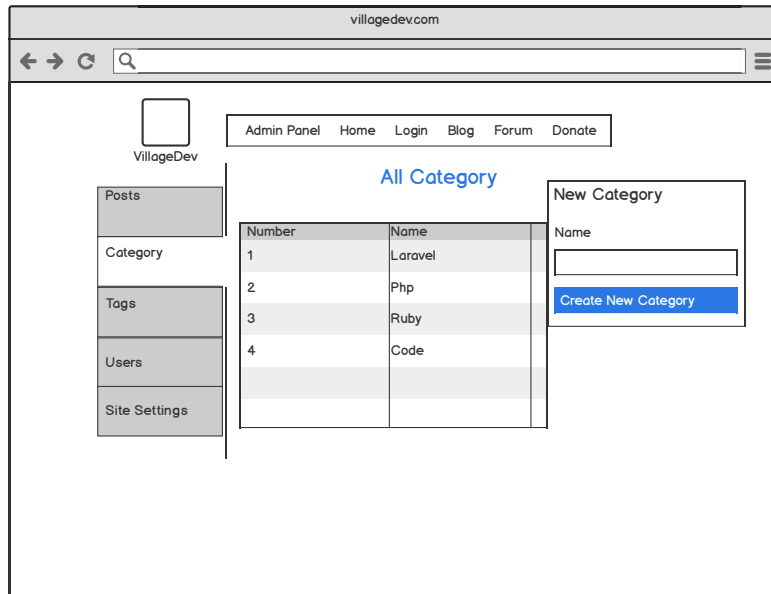 villagedev.com
VillageDev
Admin Panel Home Login Blog Forum Donate
Posts
Category
Tags
Users
Site Settings
All Category
Number Name
1 Laravel
2 Php
3 Ruby
4 Code
New Category
Name
Create New Category